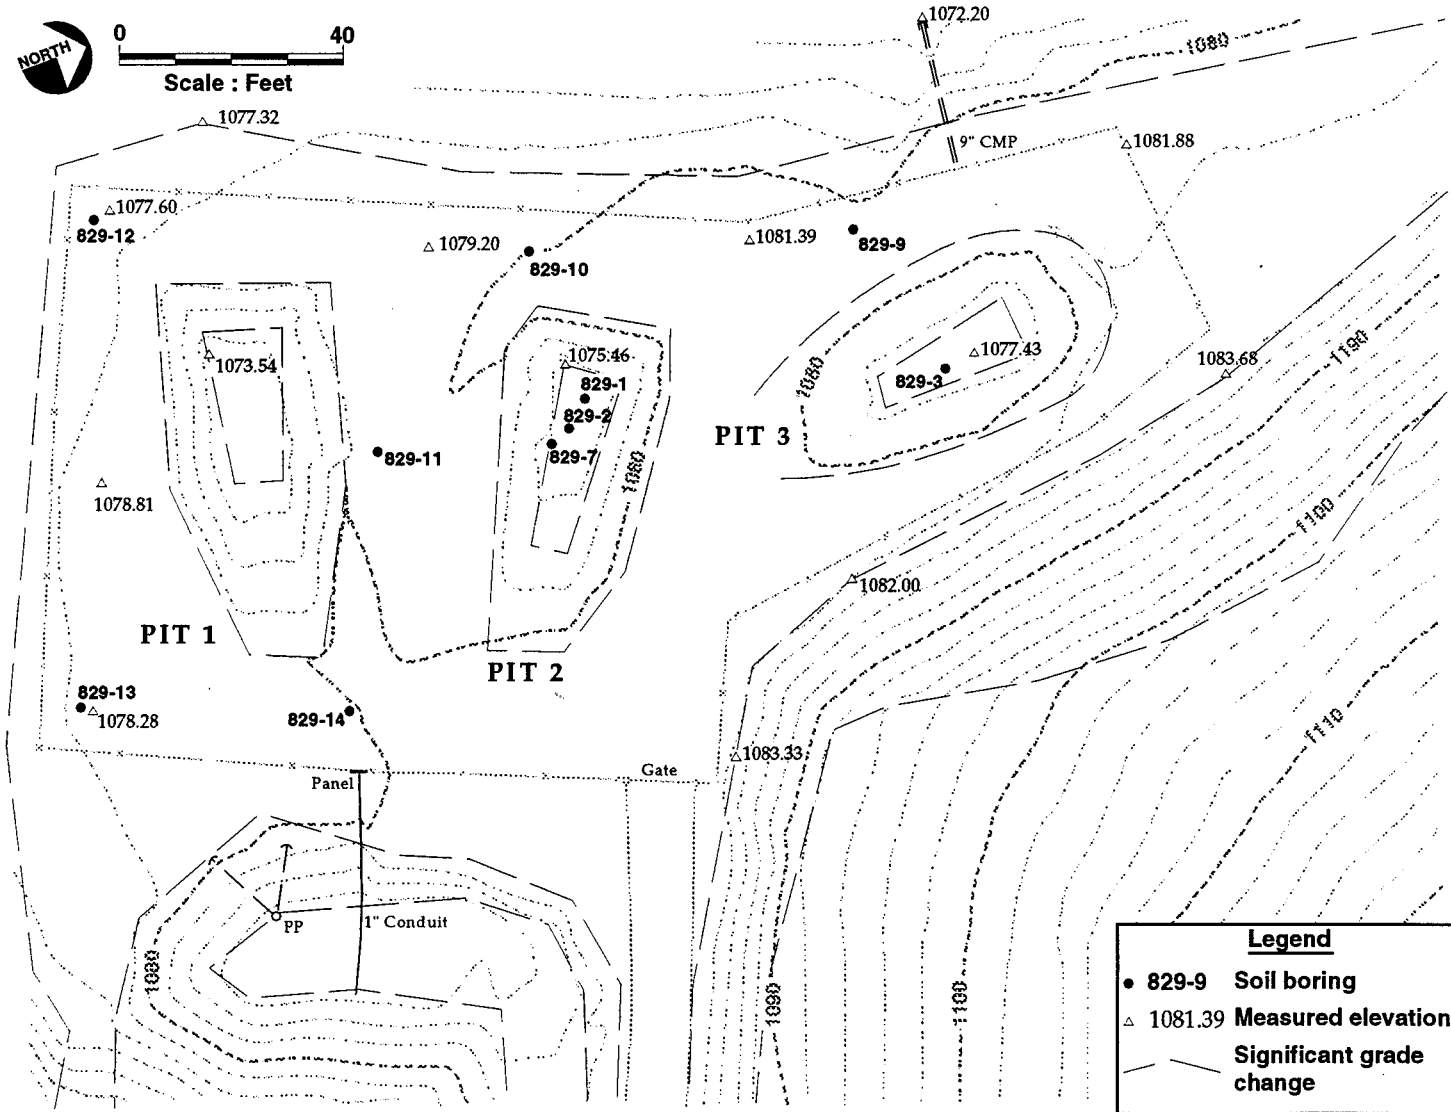 1072.20
0 40
NORTH
Scale : Feet
1080
1077.32
9" CMP
1081.88
1077.60
829-12
1079.20
1081.39
829-9
829-10
1073.54
1075.46
1077.43
1083.68
1190
829-1
829-3
1080
829-2
PIT 3
829-11
829-7
1080
1078.81
1100
1082.00
PIT 1
PIT 2
829-13
1078.28
829-14
1110
1083.33
Gate
Panel
1" Conduit
PP
1080
1090
1100
Legend
829-9 Soil boring
1081.39 Measured elevation
Significant grade
change